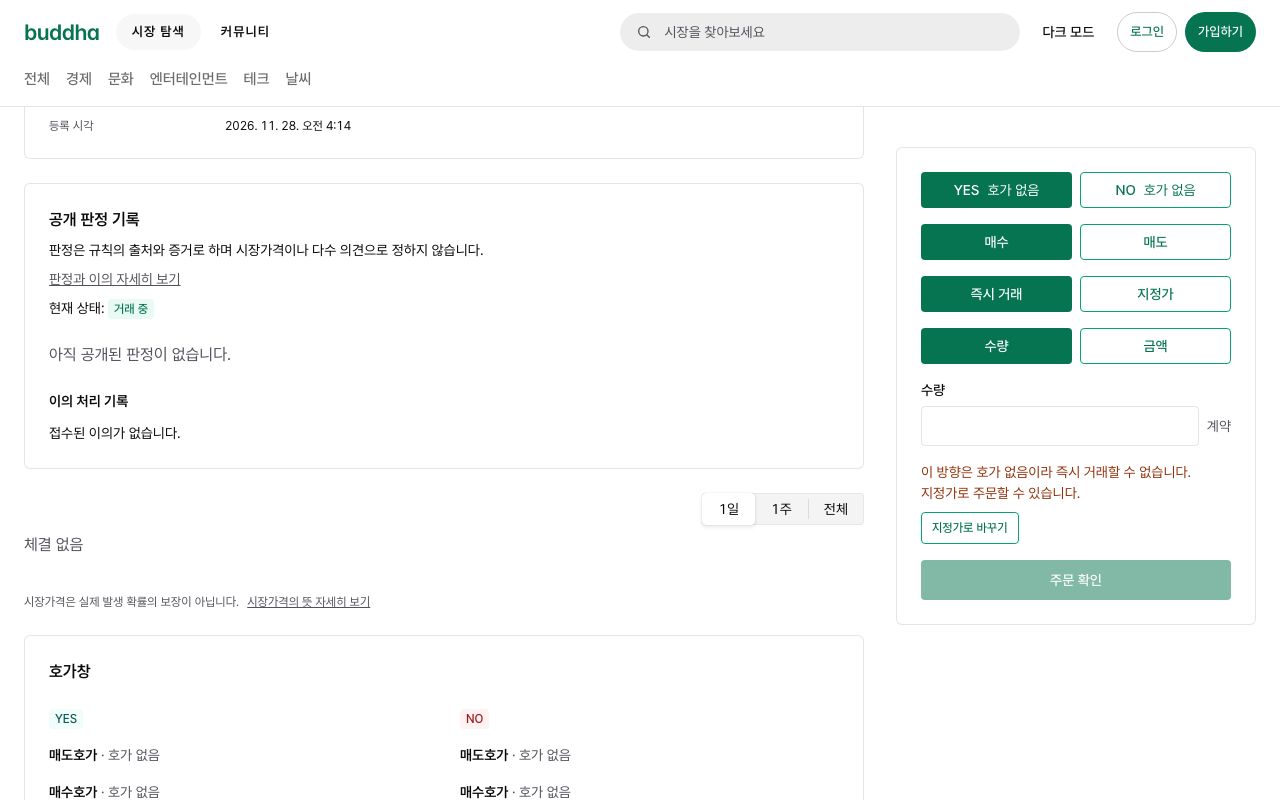 buddha
시장 탐색
커뮤니티
시장을 찾아보세요
다크 모드
로그인
가입하기
전체 경제 문화 엔터테인먼트 테크 날씨
등록 시각 2026. 11. 28. 오전 4:14
공개 판정 기록
판정은 규칙의 출처와 증거로 하며 시장가격이나 다수 의견으로 정하지 않습니다.
판정과 이의 자세히 보기
현재 상태: 거래 중
아직 공개된 판정이 없습니다.
이의 처리 기록
접수된 이의가 없습니다.
1일 1주 전체
체결 없음
시장가격은 실제 발생 확률의 보장이 아닙니다. 시장가격의 뜻 자세히 보기
호가창
YES
매도호가 · 호가 없음
매수호가 · 호가 없음
NO
매도호가 · 호가 없음
매수호가 · 호가 없음
YES 호가 없음
NO 호가 없음
매수
매도
즉시 거래
지정가
수량
금액
수량
계약
이 방향은 호가 없음이라 즉시 거래할 수 없습니다.
지정가로 주문할 수 있습니다.
지정가로 바꾸기
주문 확인